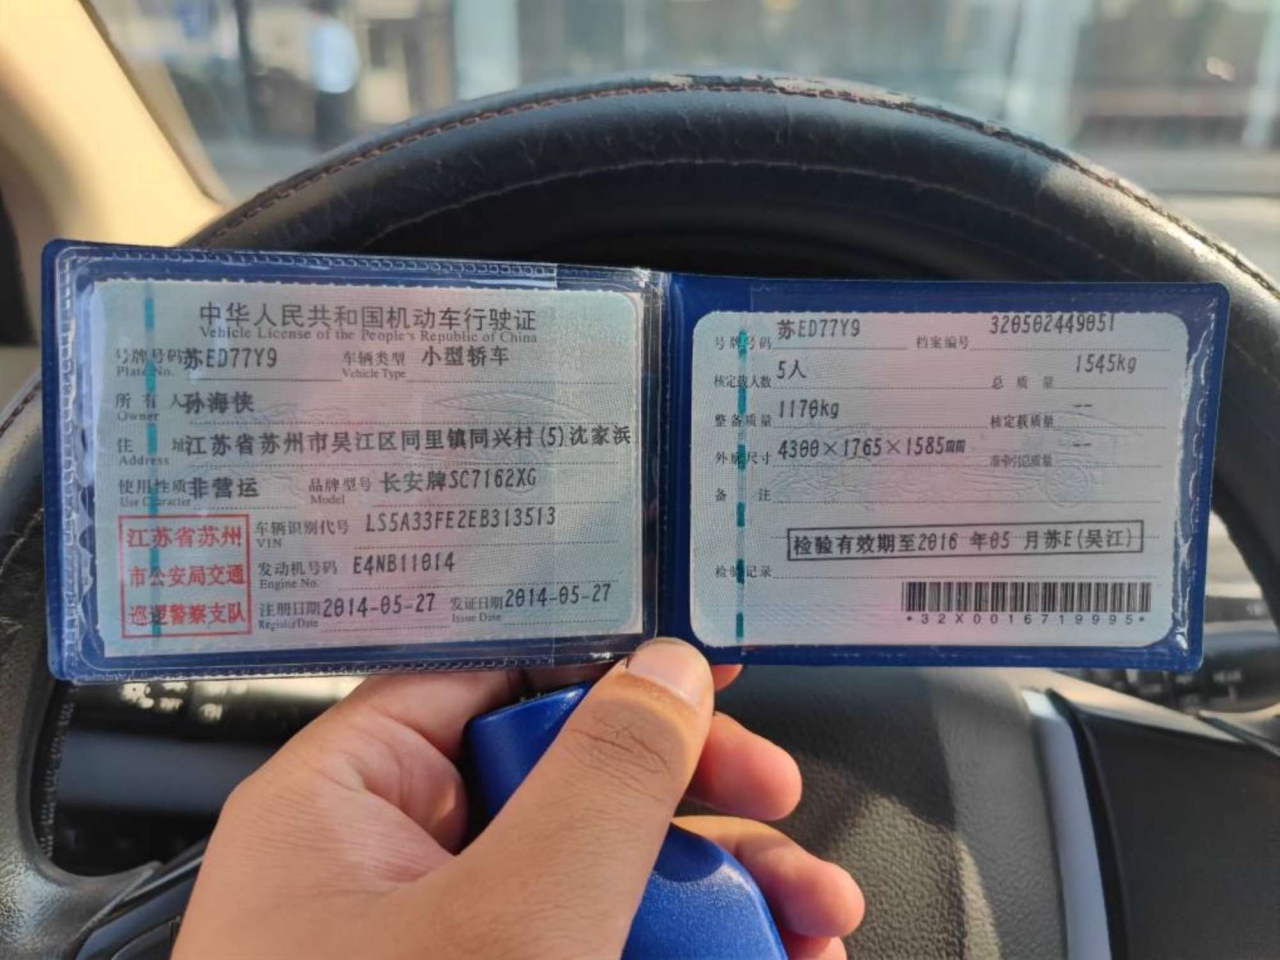 中华人民共和国机动车行驶证
Vehicle License of the People's Republic of China
号牌号码 苏ED77Y9 车辆类型 小型轿车
Plate No. Vehicle Type
所有人 孙海侠
Owner
住址 江苏省苏州市吴江区同里镇同兴村(5)沈家浜
Address
使用性质 非营运 品牌型号 长安牌SC7162XG
Use Character Model
江苏省苏州
市公安局交通
巡逻警察支队
车辆识别代号 LS5A33FE2EB313513
VIN
发动机号码 E4NB11014
Engine No.
注册日期 2014-05-27 发证日期 2014-05-27
Register Date Issue Date
号牌号码 苏ED77Y9 档案编号 320502449051
核定载人数 5人 总质量 1545kg
整备质量 1170kg 核定载质量 --
外廓尺寸 4300×1765×1585mm 准牵引总质量 --
备注
检验有效期至2016年05月苏E(吴江)
检验记录
*32X0016719995*